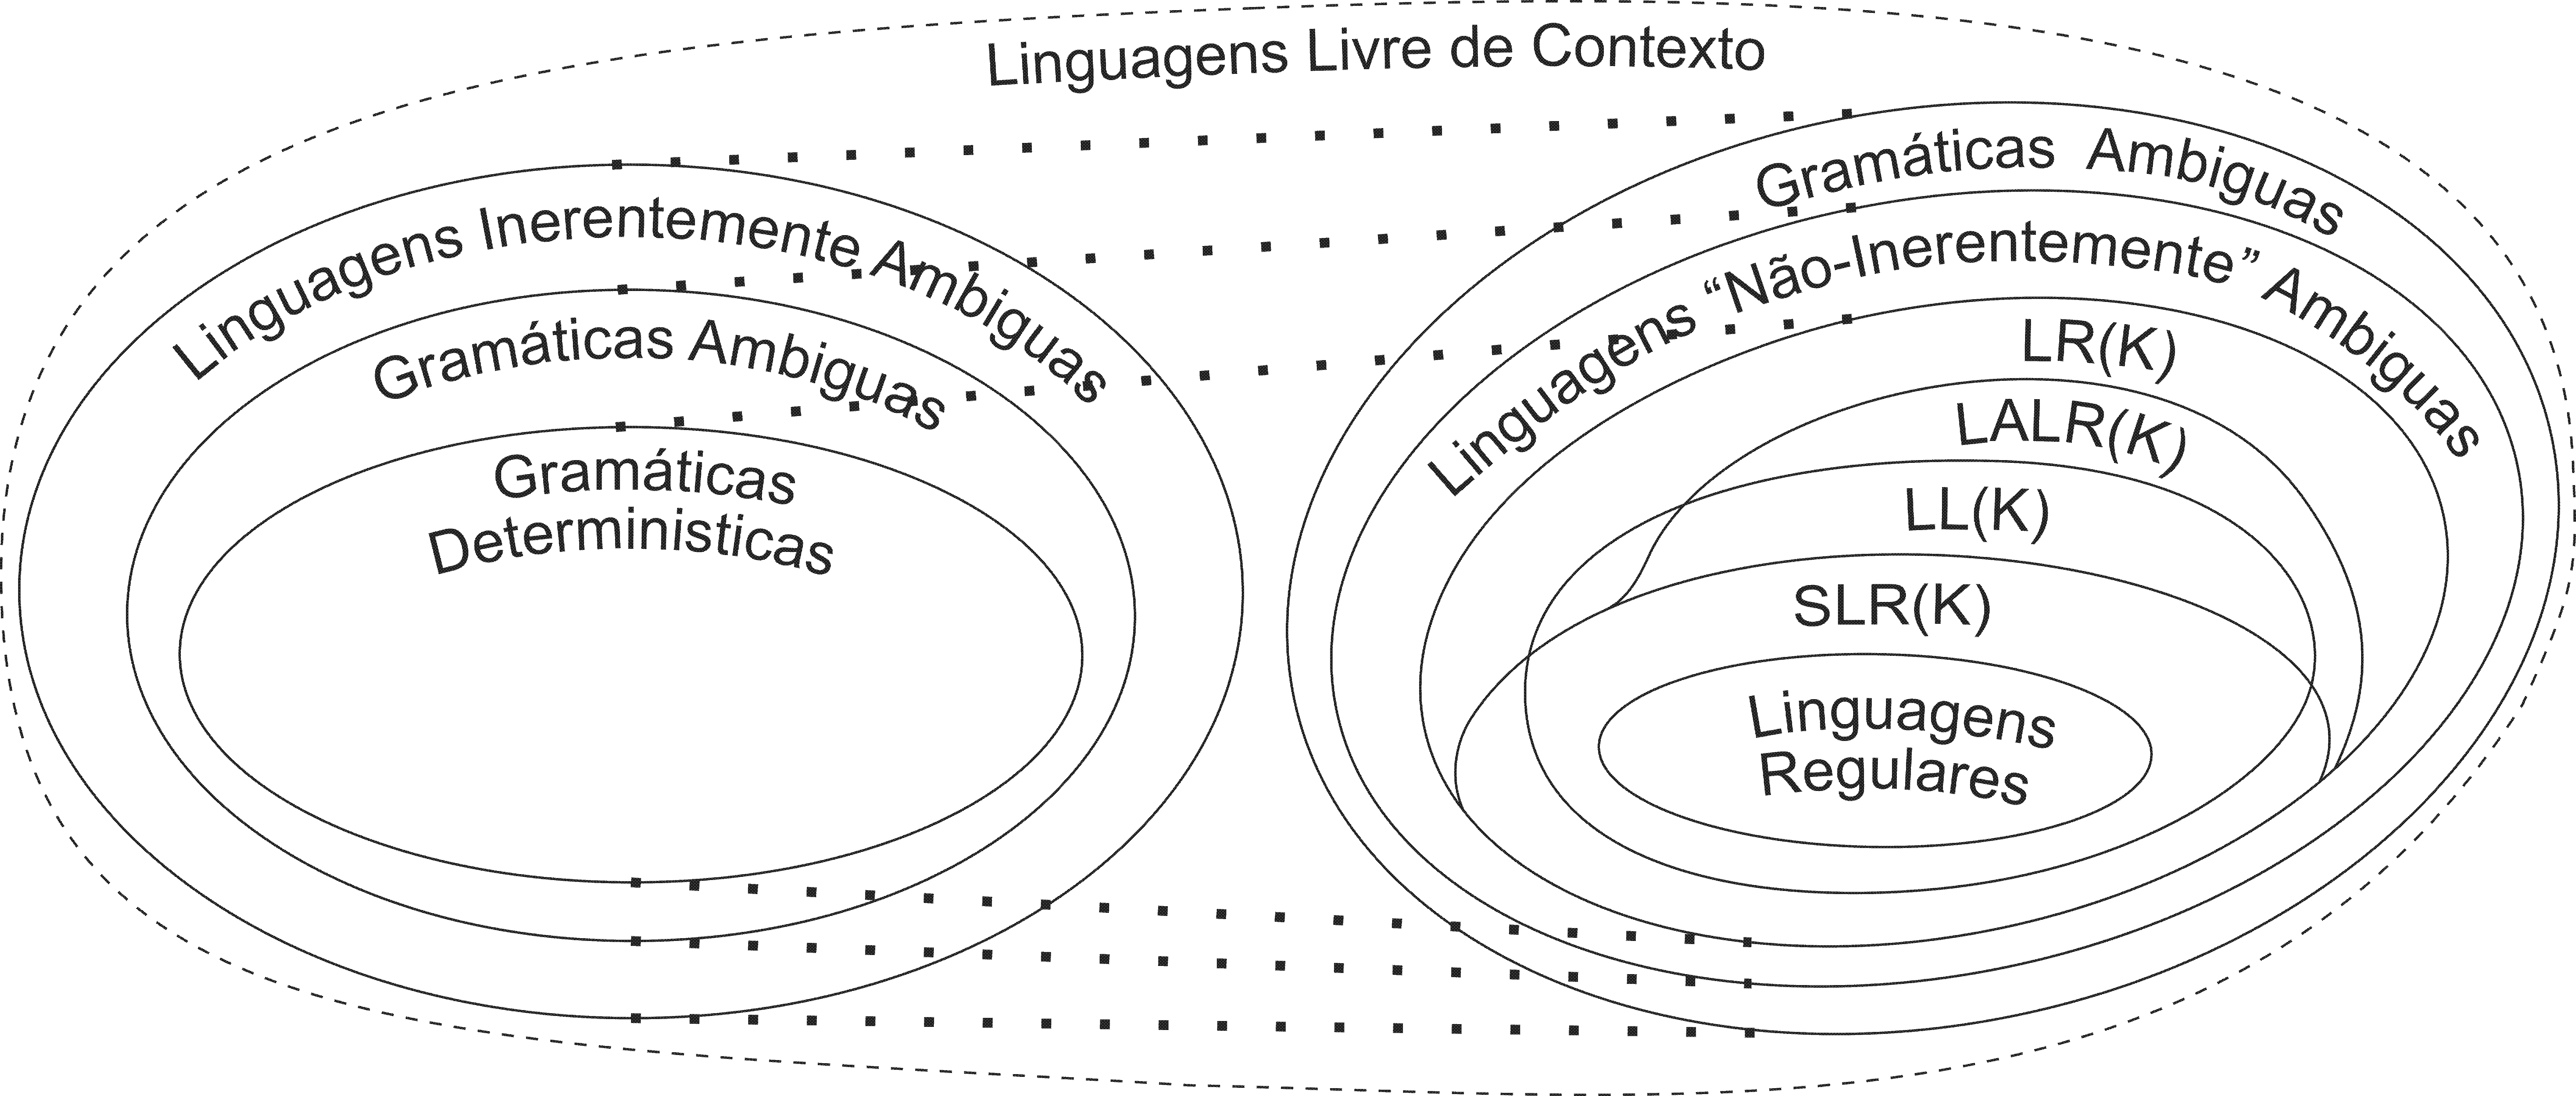 Linguagens Livre de Contexto
Linguagens Inerentemente Ambiguas
Gramáticas Ambiguas
Gramáticas
Deterministicas
Gramáticas Ambiguas
Linguagens “Não-Inerentemente” Ambiguas
LR(K)
LALR(K)
LL(K)
SLR(K)
Linguagens
Regulares